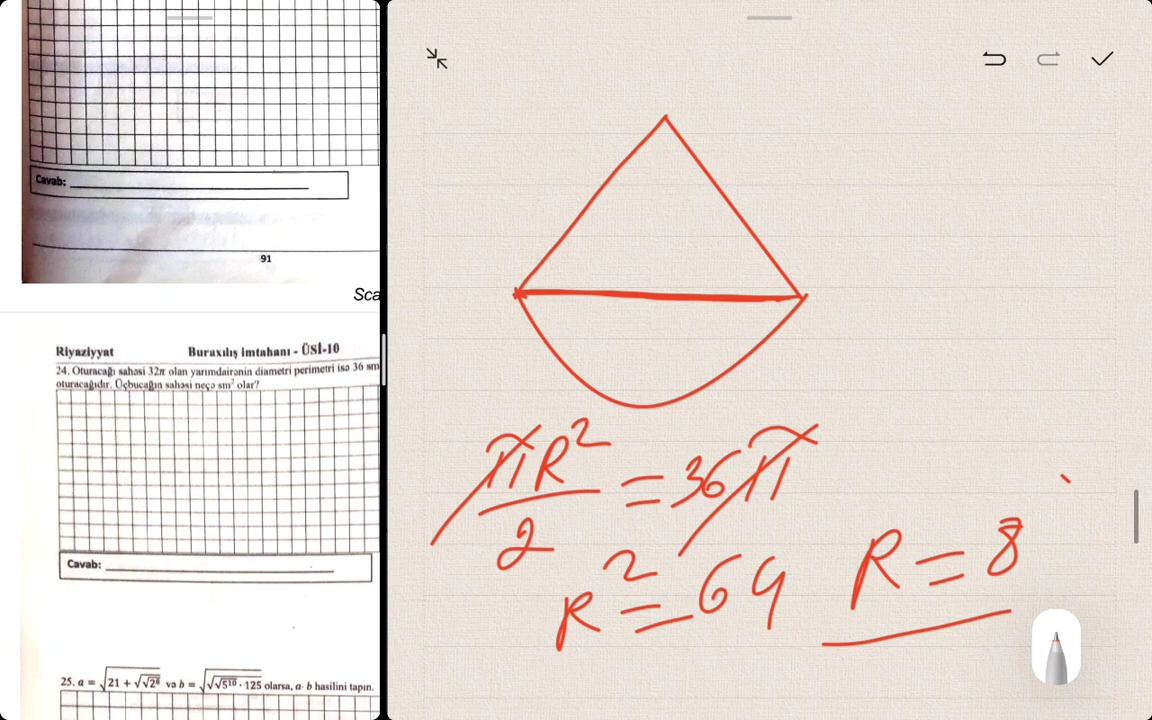 Cavab:
91
Sca
Riyaziyyat Buraxılış imtahanı - ÜSİ-10
24. Oturacağı sahəsi 32π olan yarımdairənin diametri perimetri isə 36 sm
oturacağıdır. Üçbucağın sahəsi neçə sm² olar?
Cavab:
25. a = √(21 + √√2⁸) və b = √(√√5¹⁰ · 125) olarsa, a· b hasilini tapın.
πR²/2 = 36π
R² = 64 R = 8